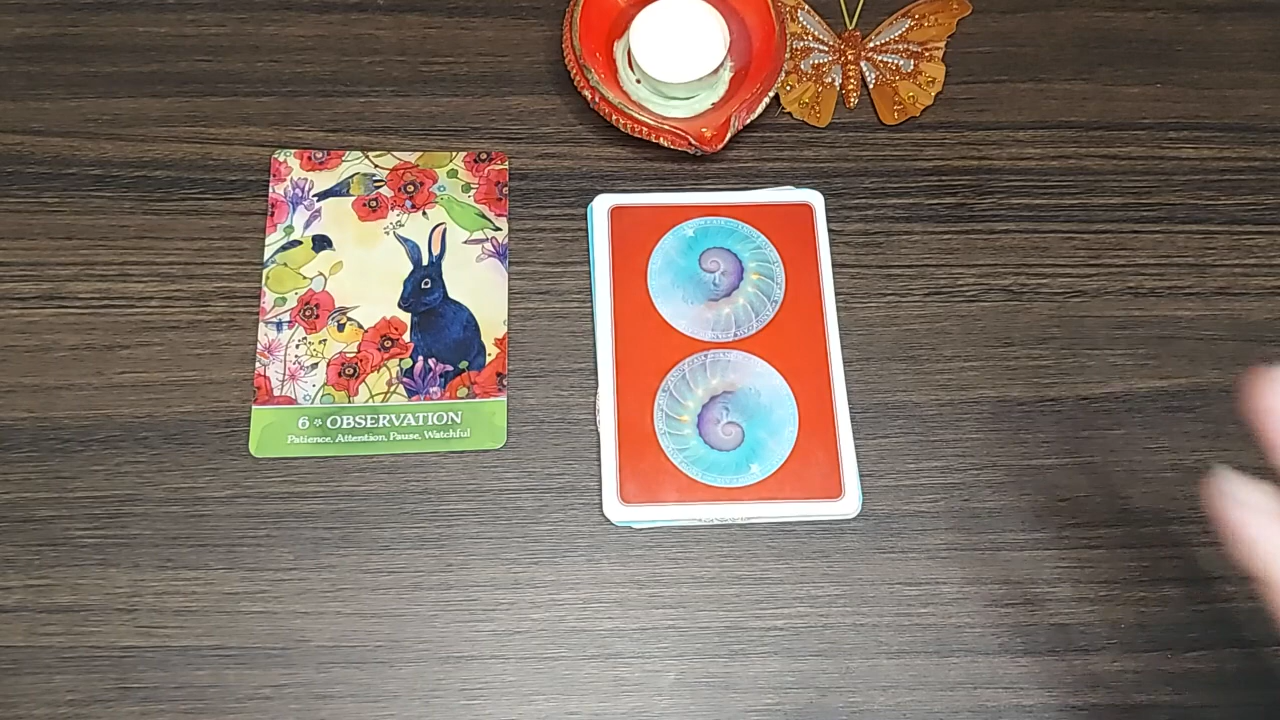 6 OBSERVATION
Patience, Attention, Pause, Watchful